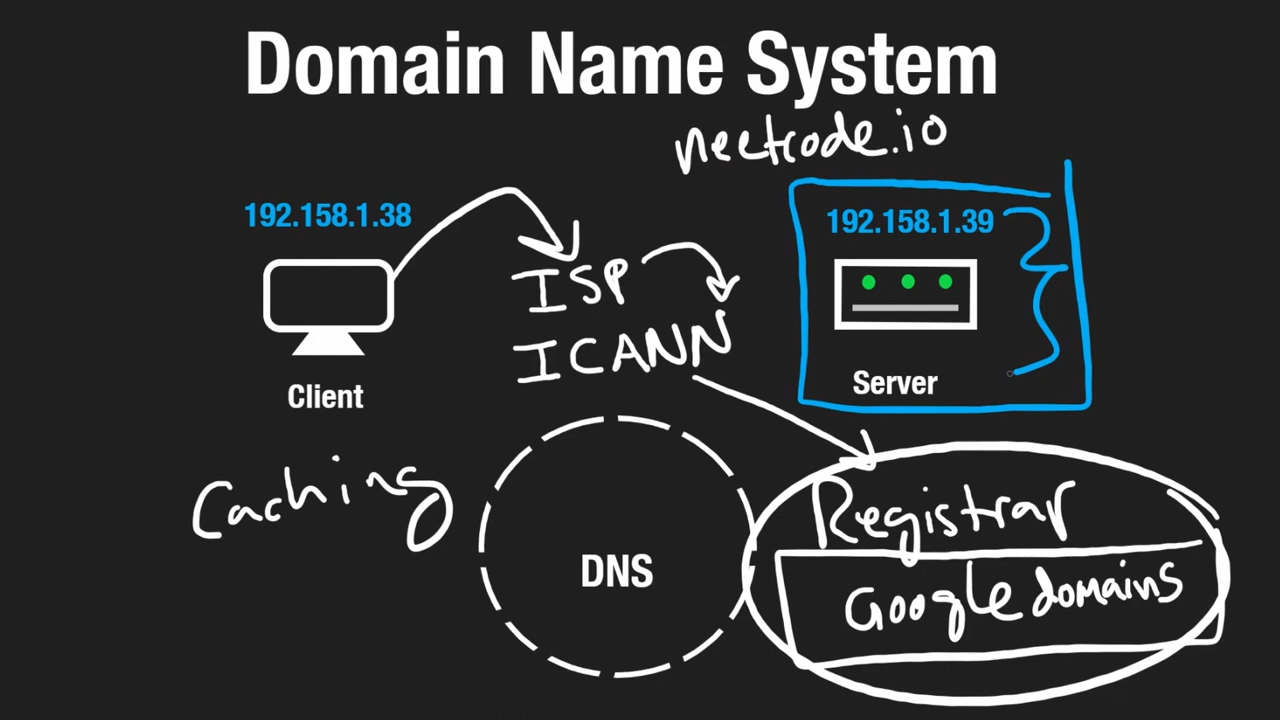 Domain Name System
neetcode.io
192.158.1.38
192.158.1.39
ISP
ICANN
Client
Server
Caching
DNS
Registrar
Google domains